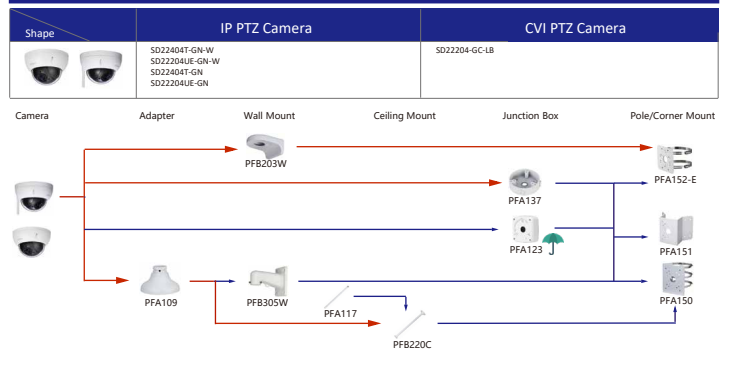 Shape
IP PTZ Camera
CVI PTZ Camera
SD22404T-GN-W
SD22204UE-GN-W
SD22404T-GN
SD22204UE-GN
SD22204-GC-LB
Camera
Adapter
Wall Mount
Ceiling Mount
Junction Box
Pole/Corner Mount
PFB203W
PFA152-E
PFA137
PFA123
PFA151
PFA109
PFB305W
PFA117
PFA150
PFB220C